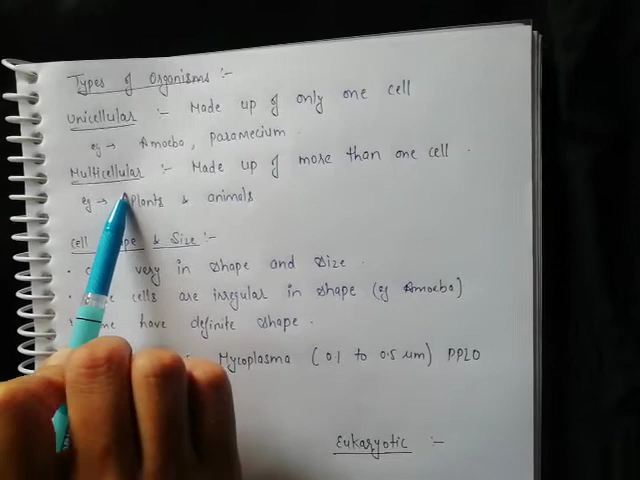 Types of Organisms :-
Unicellular :- Made up of only one cell
eg → Amoeba, paramecium.
Multicellular :- Made up of more than one cell.
eg → Plants & animals
Cell & Size :-
• very in shape and size.
• cells are irregular in shape (eg Amoeba)
have definite shape.
Mycoplasma (0.1 to 0.5 um) PPLO
Eukaryotic :-